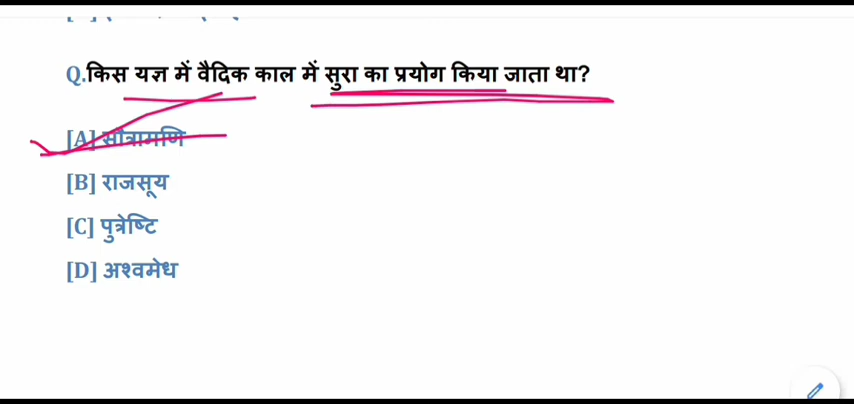 Q.किस यज्ञ में वैदिक काल में सुरा का प्रयोग किया जाता था?
[A] सौत्रामणि
[B] राजसूय
[C] पुत्रेष्टि
[D] अश्वमेध